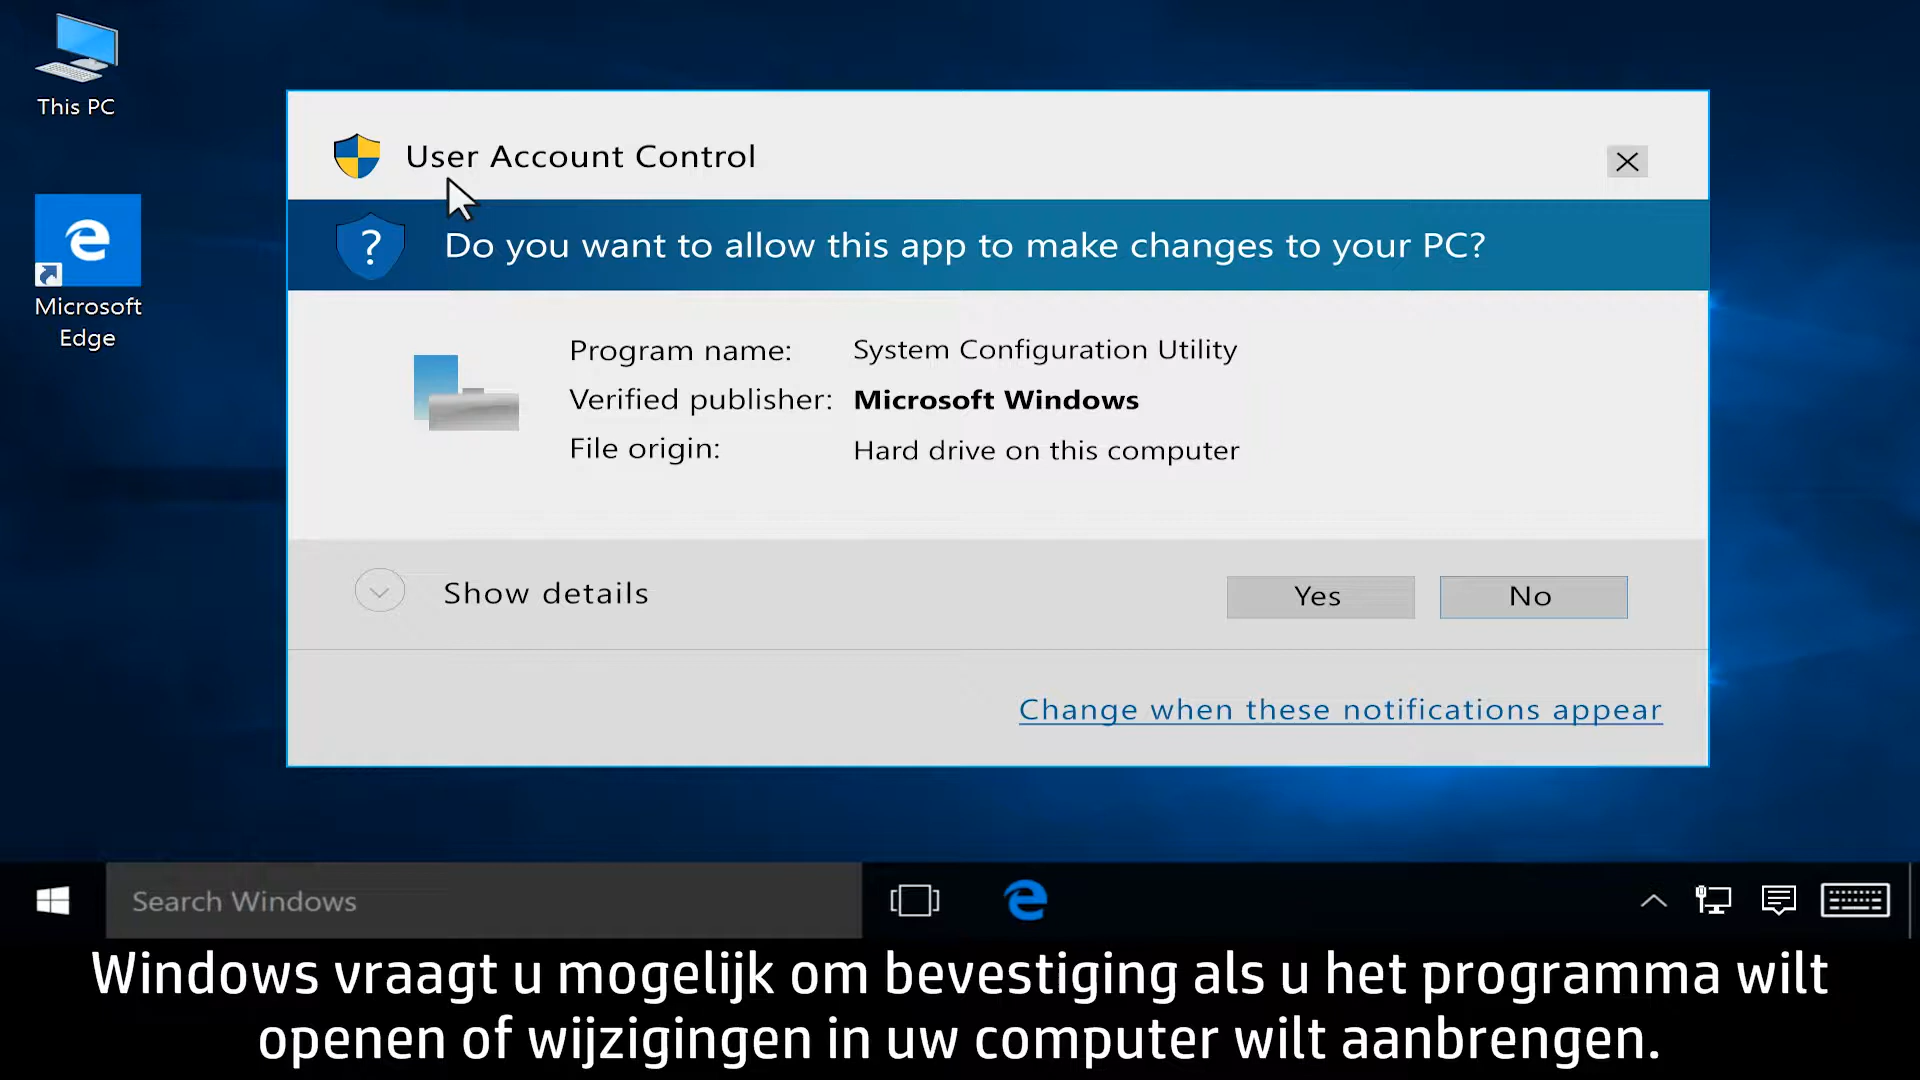 This PC
Microsoft
Edge
User Account Control
Do you want to allow this app to make changes to your PC?
Program name: System Configuration Utility
Verified publisher: Microsoft Windows
File origin: Hard drive on this computer
Show details
Yes
No
Change when these notifications appear
Search Windows
Windows vraagt u mogelijk om bevestiging als u het programma wilt
openen of wijzigingen in uw computer wilt aanbrengen.